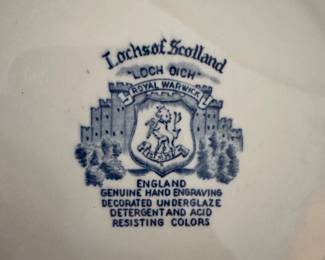 Lochs of Scotland
"LOCH OICH"
ROYAL WARWICK
ENGLAND
GENUINE HAND ENGRAVING
DECORATED UNDERGLAZE
DETERGENT AND ACID
RESISTING COLORS